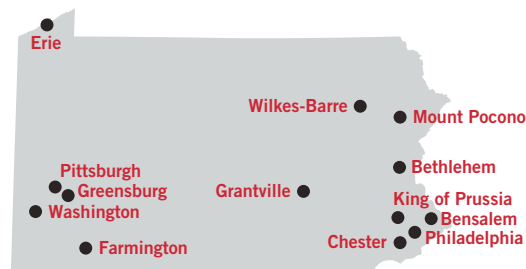 Erie
Wilkes-Barre
Mount Pocono
Pittsburgh
Greensburg
Washington
Bethlehem
Grantville
King of Prussia
Bensalem
Philadelphia
Chester
Farmington